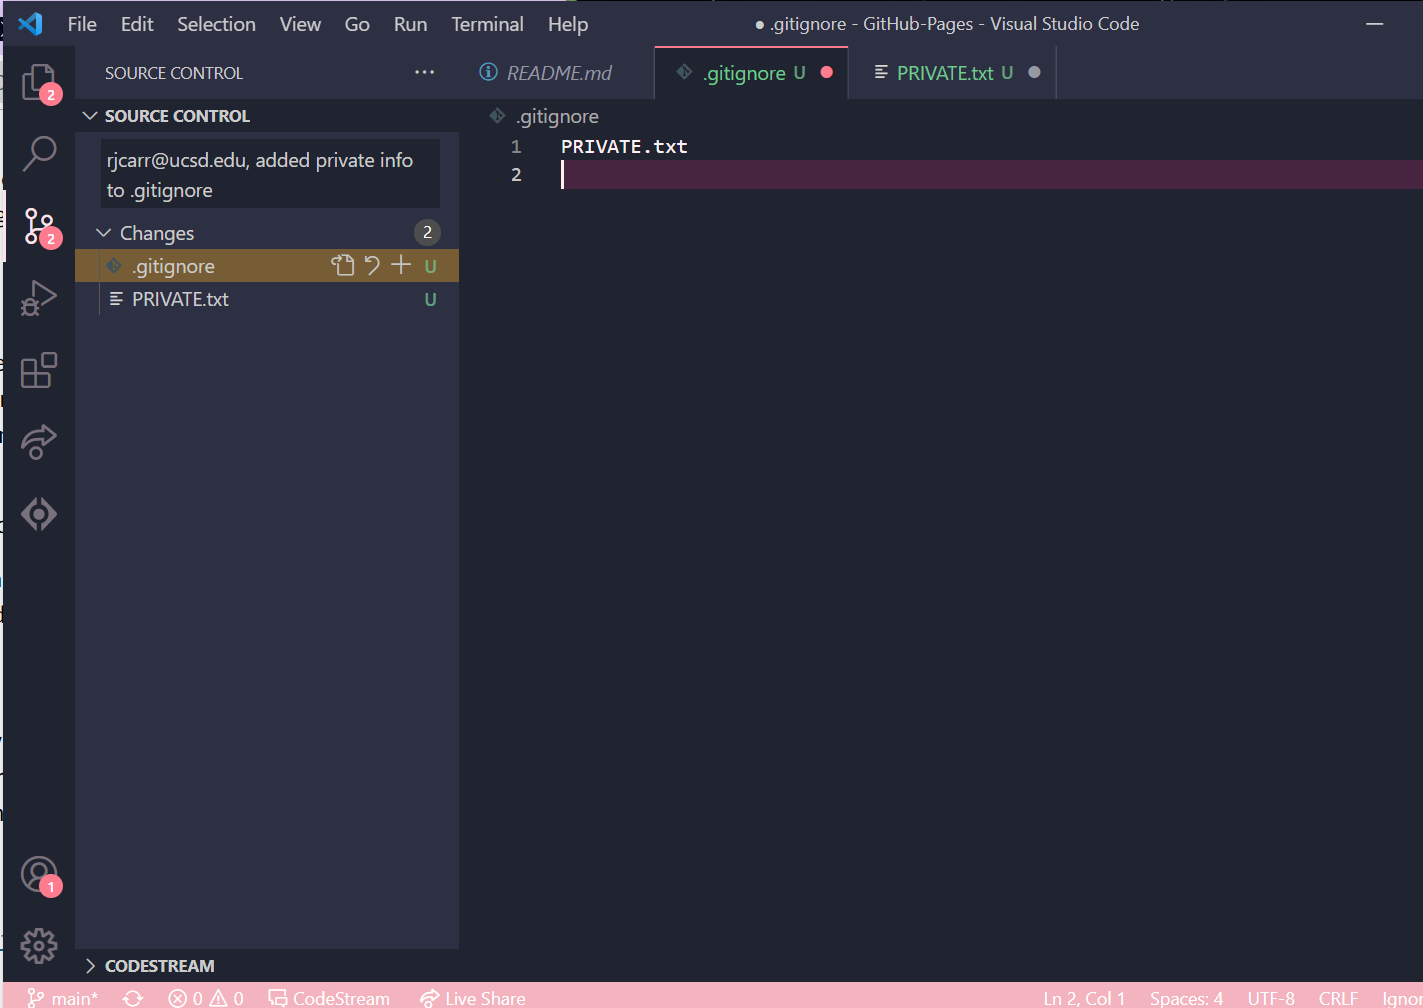 File Edit Selection View Go Run Terminal Help ● .gitignore - GitHub-Pages - Visual Studio Code
SOURCE CONTROL ···
README.md
.gitignore U
PRIVATE.txt U
2
SOURCE CONTROL
rjcarr@ucsd.edu, added private info
to .gitignore
Changes 2
.gitignore U
PRIVATE.txt U
2
.gitignore
1 PRIVATE.txt
2
1
CODESTREAM
main* 0 0 CodeStream Live Share Ln 2, Col 1 Spaces: 4 UTF-8 CRLF Ignor